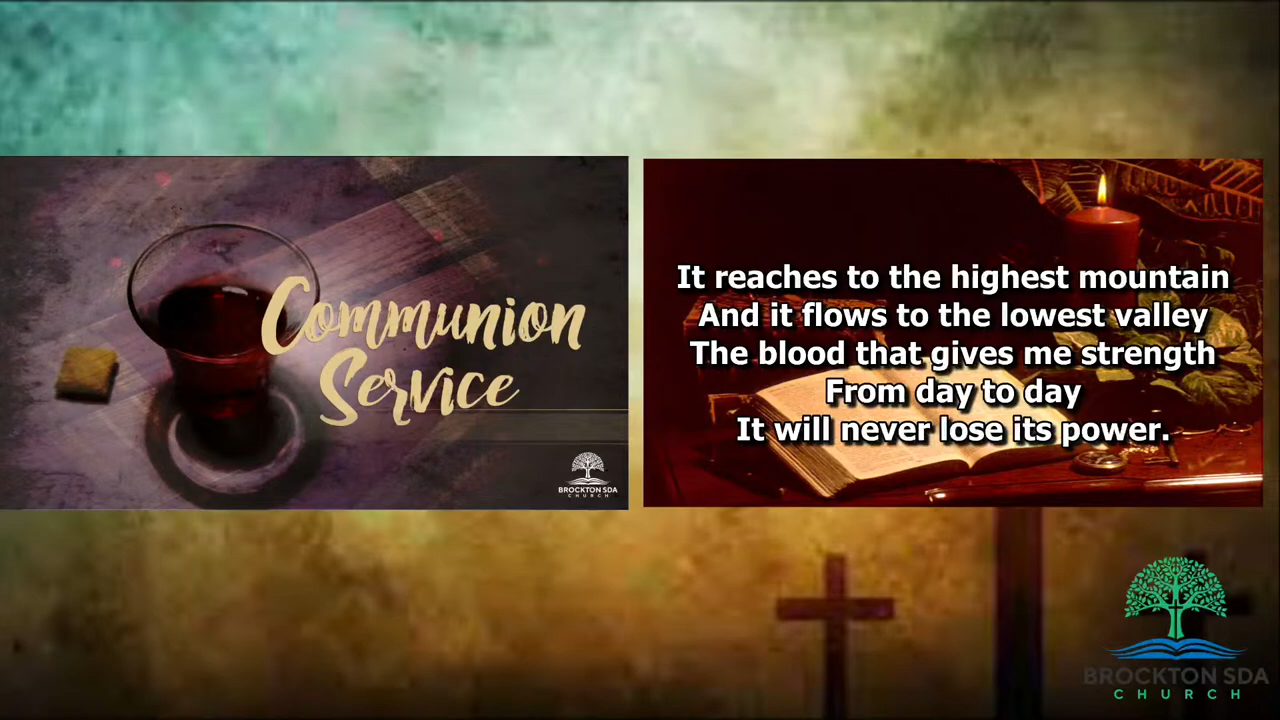 Communion
Service
BROCKTON SDA
CHURCH
It reaches to the highest mountain
And it flows to the lowest valley
The blood that gives me strength
From day to day
It will never lose its power.
BROCKTON SDA
CHURCH